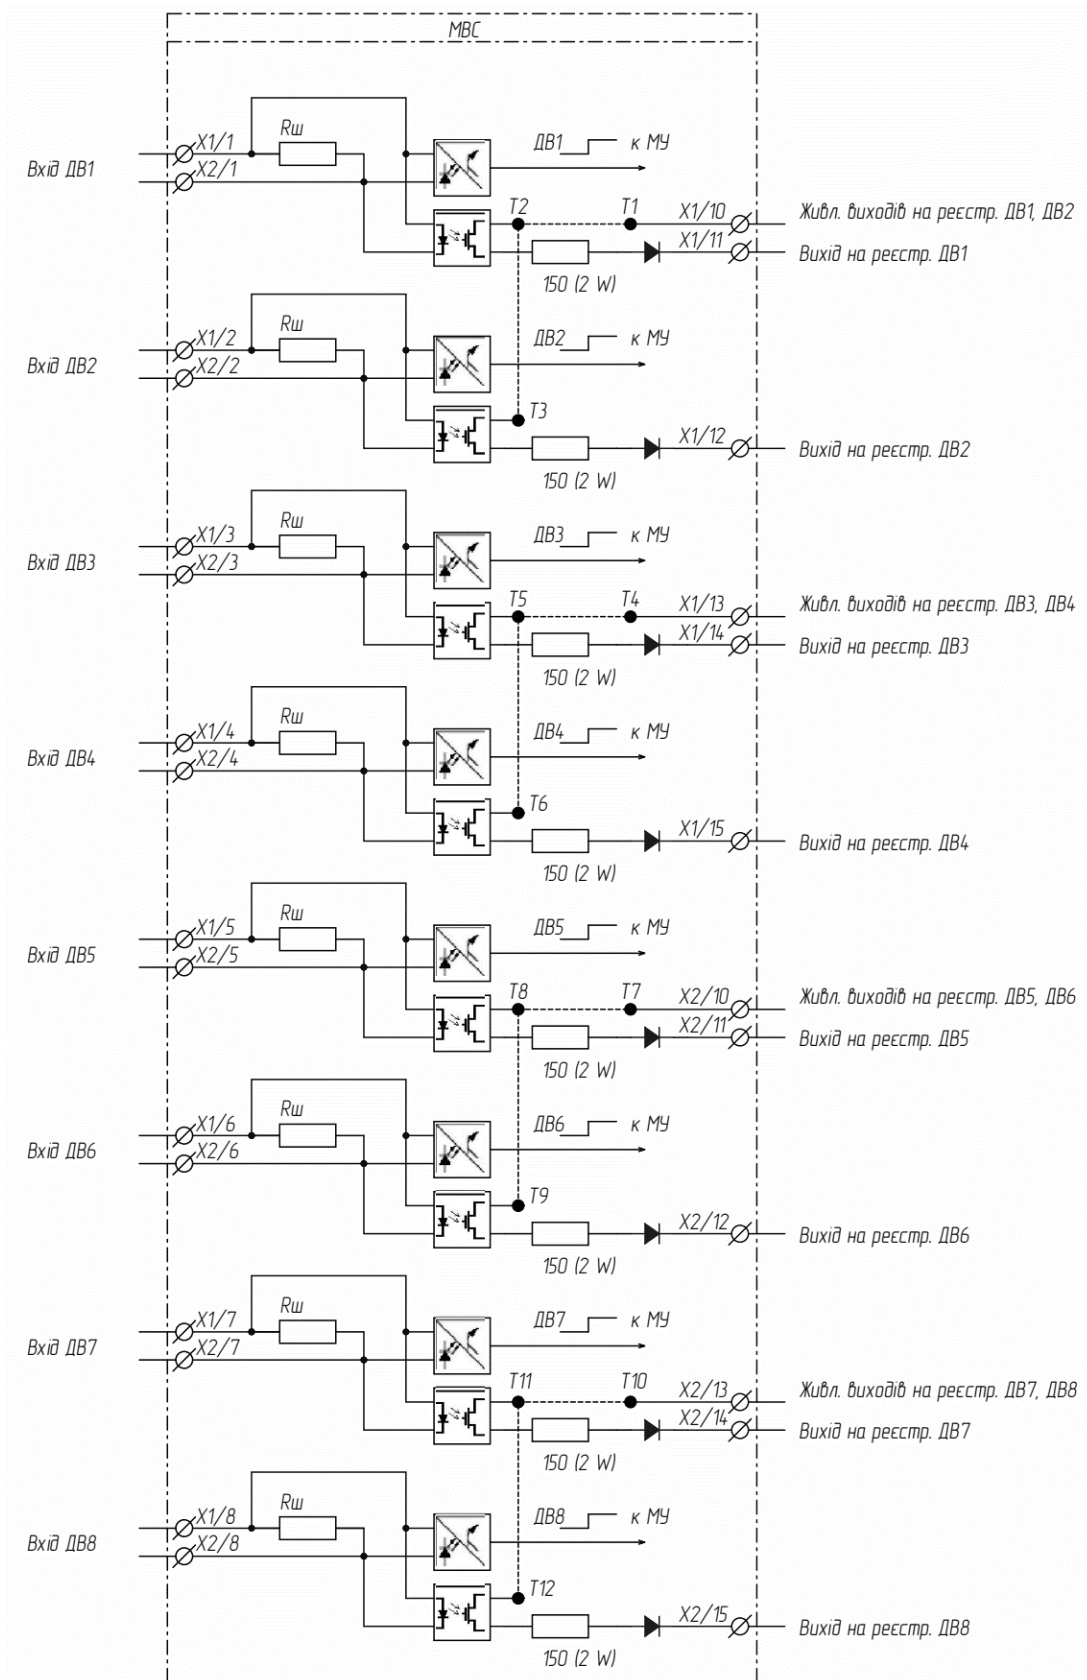 МВС
Вхід ДВ1
X1/1
X2/1
Rш
ДВ1
к МУ
T2
T1
X1/10
Живл. виходів на реєстр. ДВ1, ДВ2
X1/11
Вихід на реєстр. ДВ1
150 (2 W)
Вхід ДВ2
X1/2
X2/2
Rш
ДВ2
к МУ
T3
X1/12
Вихід на реєстр. ДВ2
150 (2 W)
Вхід ДВ3
X1/3
X2/3
Rш
ДВ3
к МУ
T5
T4
X1/13
Живл. виходів на реєстр. ДВ3, ДВ4
X1/14
Вихід на реєстр. ДВ3
150 (2 W)
Вхід ДВ4
X1/4
X2/4
Rш
ДВ4
к МУ
T6
X1/15
Вихід на реєстр. ДВ4
150 (2 W)
Вхід ДВ5
X1/5
X2/5
Rш
ДВ5
к МУ
T8
T7
X2/10
Живл. виходів на реєстр. ДВ5, ДВ6
X2/11
Вихід на реєстр. ДВ5
150 (2 W)
Вхід ДВ6
X1/6
X2/6
Rш
ДВ6
к МУ
T9
X2/12
Вихід на реєстр. ДВ6
150 (2 W)
Вхід ДВ7
X1/7
X2/7
Rш
ДВ7
к МУ
T11
T10
X2/13
Живл. виходів на реєстр. ДВ7, ДВ8
X2/14
Вихід на реєстр. ДВ7
150 (2 W)
Вхід ДВ8
X1/8
X2/8
Rш
ДВ8
к МУ
T12
X2/15
Вихід на реєстр. ДВ8
150 (2 W)